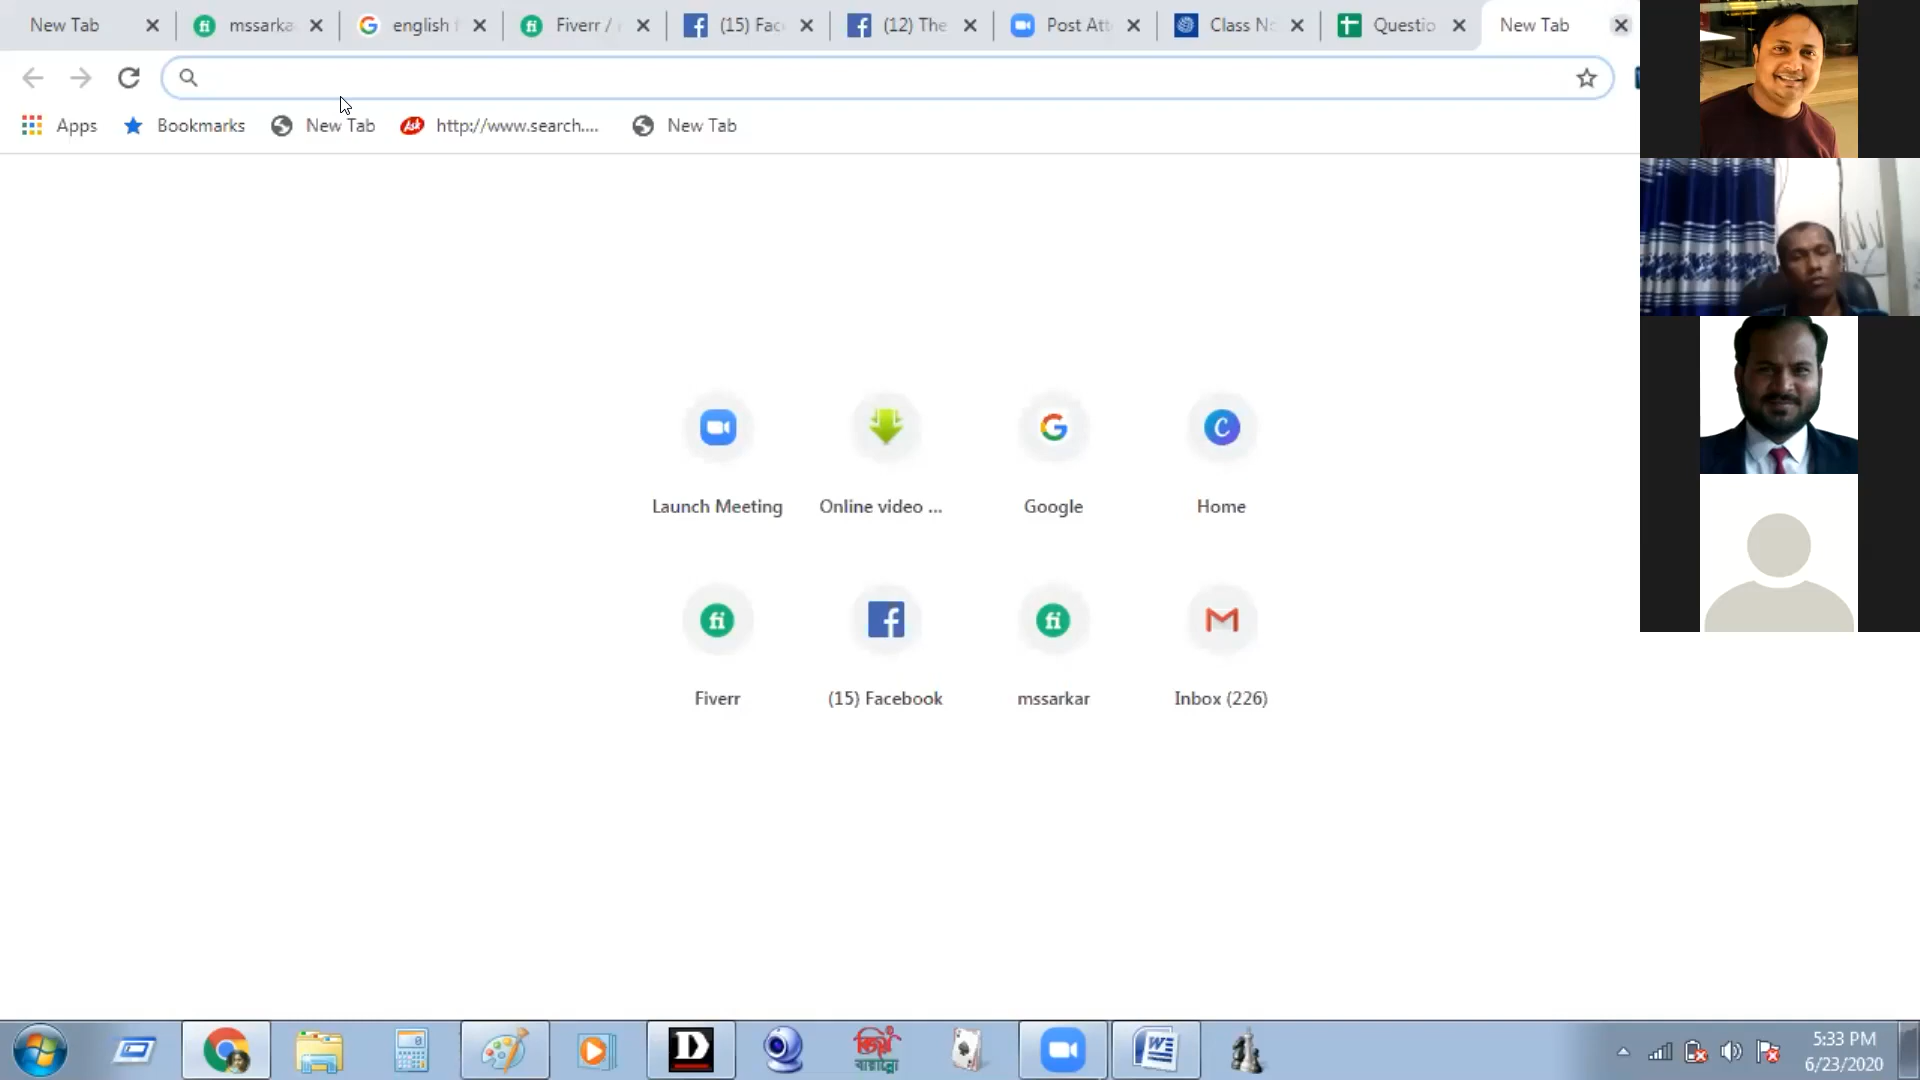 New Tab mssarka english f Fiverr / (15) Fac (12) The Post Att Class No Questio New Tab
Apps Bookmarks New Tab http://www.search.... New Tab
Launch Meeting Online video ... Google Home
Fiverr (15) Facebook mssarkar Inbox (226)
5:33 PM
6/23/2020